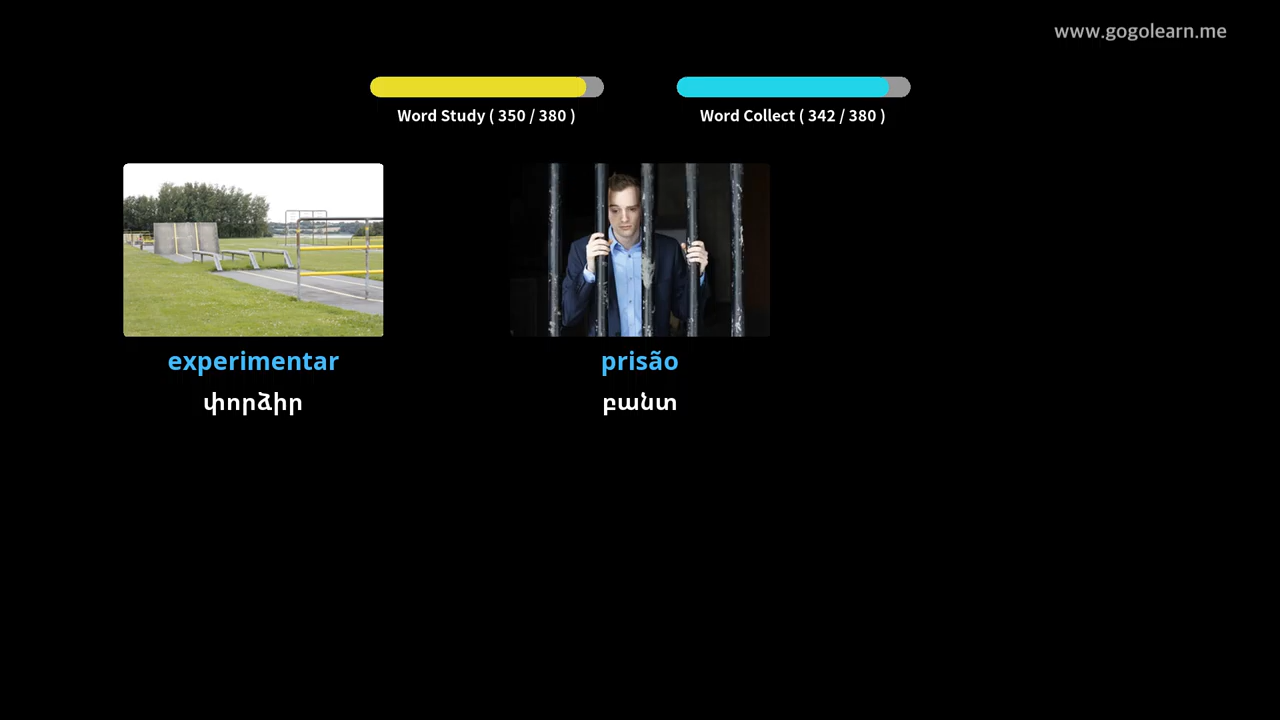 www.gogolearn.me
Word Study ( 350 / 380 )
Word Collect ( 342 / 380 )
experimentar
փորձիր
prisão
բանտ